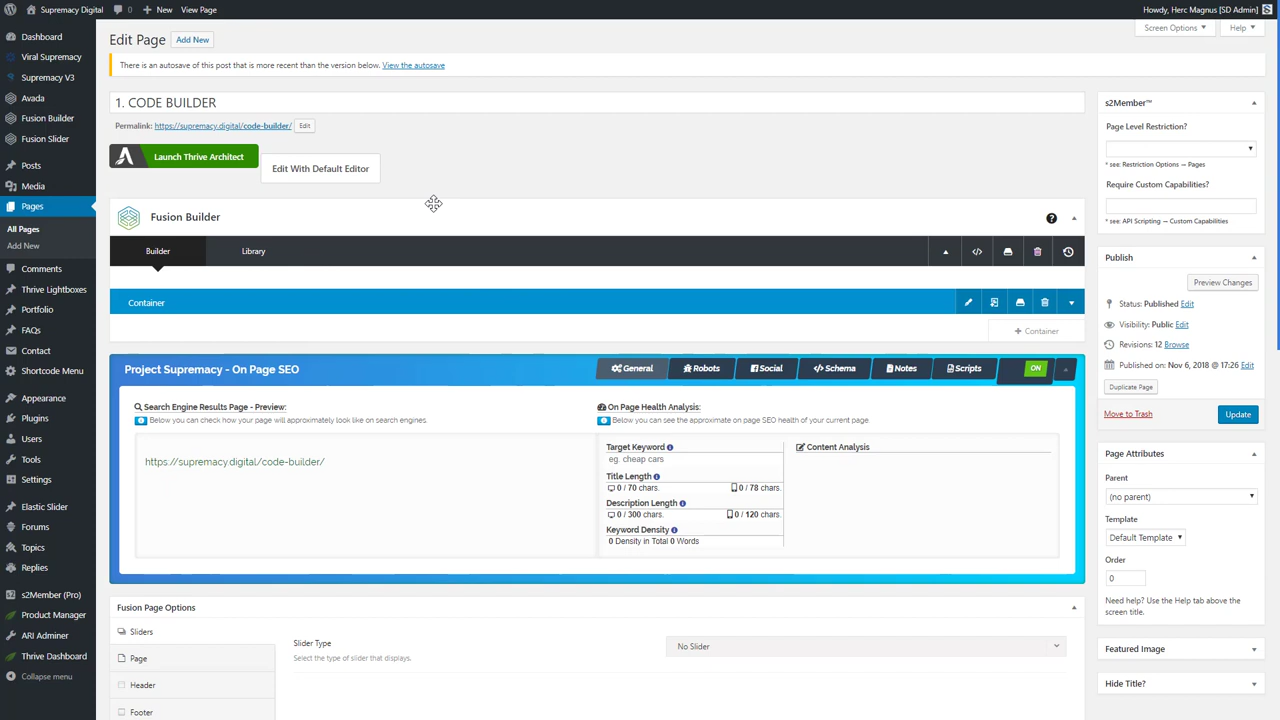 Supremacy Digital
0
New
View Page
Howdy, Herc Magnus [SD Admin]
Dashboard
Viral Supremacy
Supremacy V3
Avada
Fusion Builder
Fusion Slider
Posts
Media
Pages
All Pages
Add New
Comments
Thrive Lightboxes
Portfolio
FAQs
Contact
Shortcode Menu
Appearance
Plugins
Users
Tools
Settings
Elastic Slider
Forums
Topics
Replies
s2Member (Pro)
Product Manager
ARI Adminer
Thrive Dashboard
Collapse menu
Screen Options
Help
Edit Page
Add New
There is an autosave of this post that is more recent than the version below. View the autosave
1. CODE BUILDER
Permalink: https://supremacy.digital/code-builder/ Edit
Launch Thrive Architect
Edit With Default Editor
Fusion Builder
Builder
Library
Container
+ Container
Project Supremacy - On Page SEO
General
Robots
Social
Schema
Notes
Scripts
ON
Search Engine Results Page - Preview:
Below you can check how your page will approximately look like on search engines.
https://supremacy.digital/code-builder/
On Page Health Analysis:
Below you can see the approximate on page SEO health of your current page.
Target Keyword
eg. cheap cars
Title Length
0 / 70 chars.
0 / 78 chars.
Description Length
0 / 300 chars.
0 / 120 chars.
Keyword Density
0 Density in Total 0 Words
Content Analysis
Fusion Page Options
Sliders
Page
Header
Footer
Slider Type
Select the type of slider that displays.
No Slider
s2Member™
Page Level Restriction?
* see: Restriction Options → Pages
Require Custom Capabilities?
* see: API Scripting → Custom Capabilities
Publish
Preview Changes
Status: Published Edit
Visibility: Public Edit
Revisions: 12 Browse
Published on: Nov 6, 2018 @ 17:26 Edit
Duplicate Page
Move to Trash
Update
Page Attributes
Parent
(no parent)
Template
Default Template
Order
0
Need help? Use the Help tab above the
screen title.
Featured Image
Hide Title?